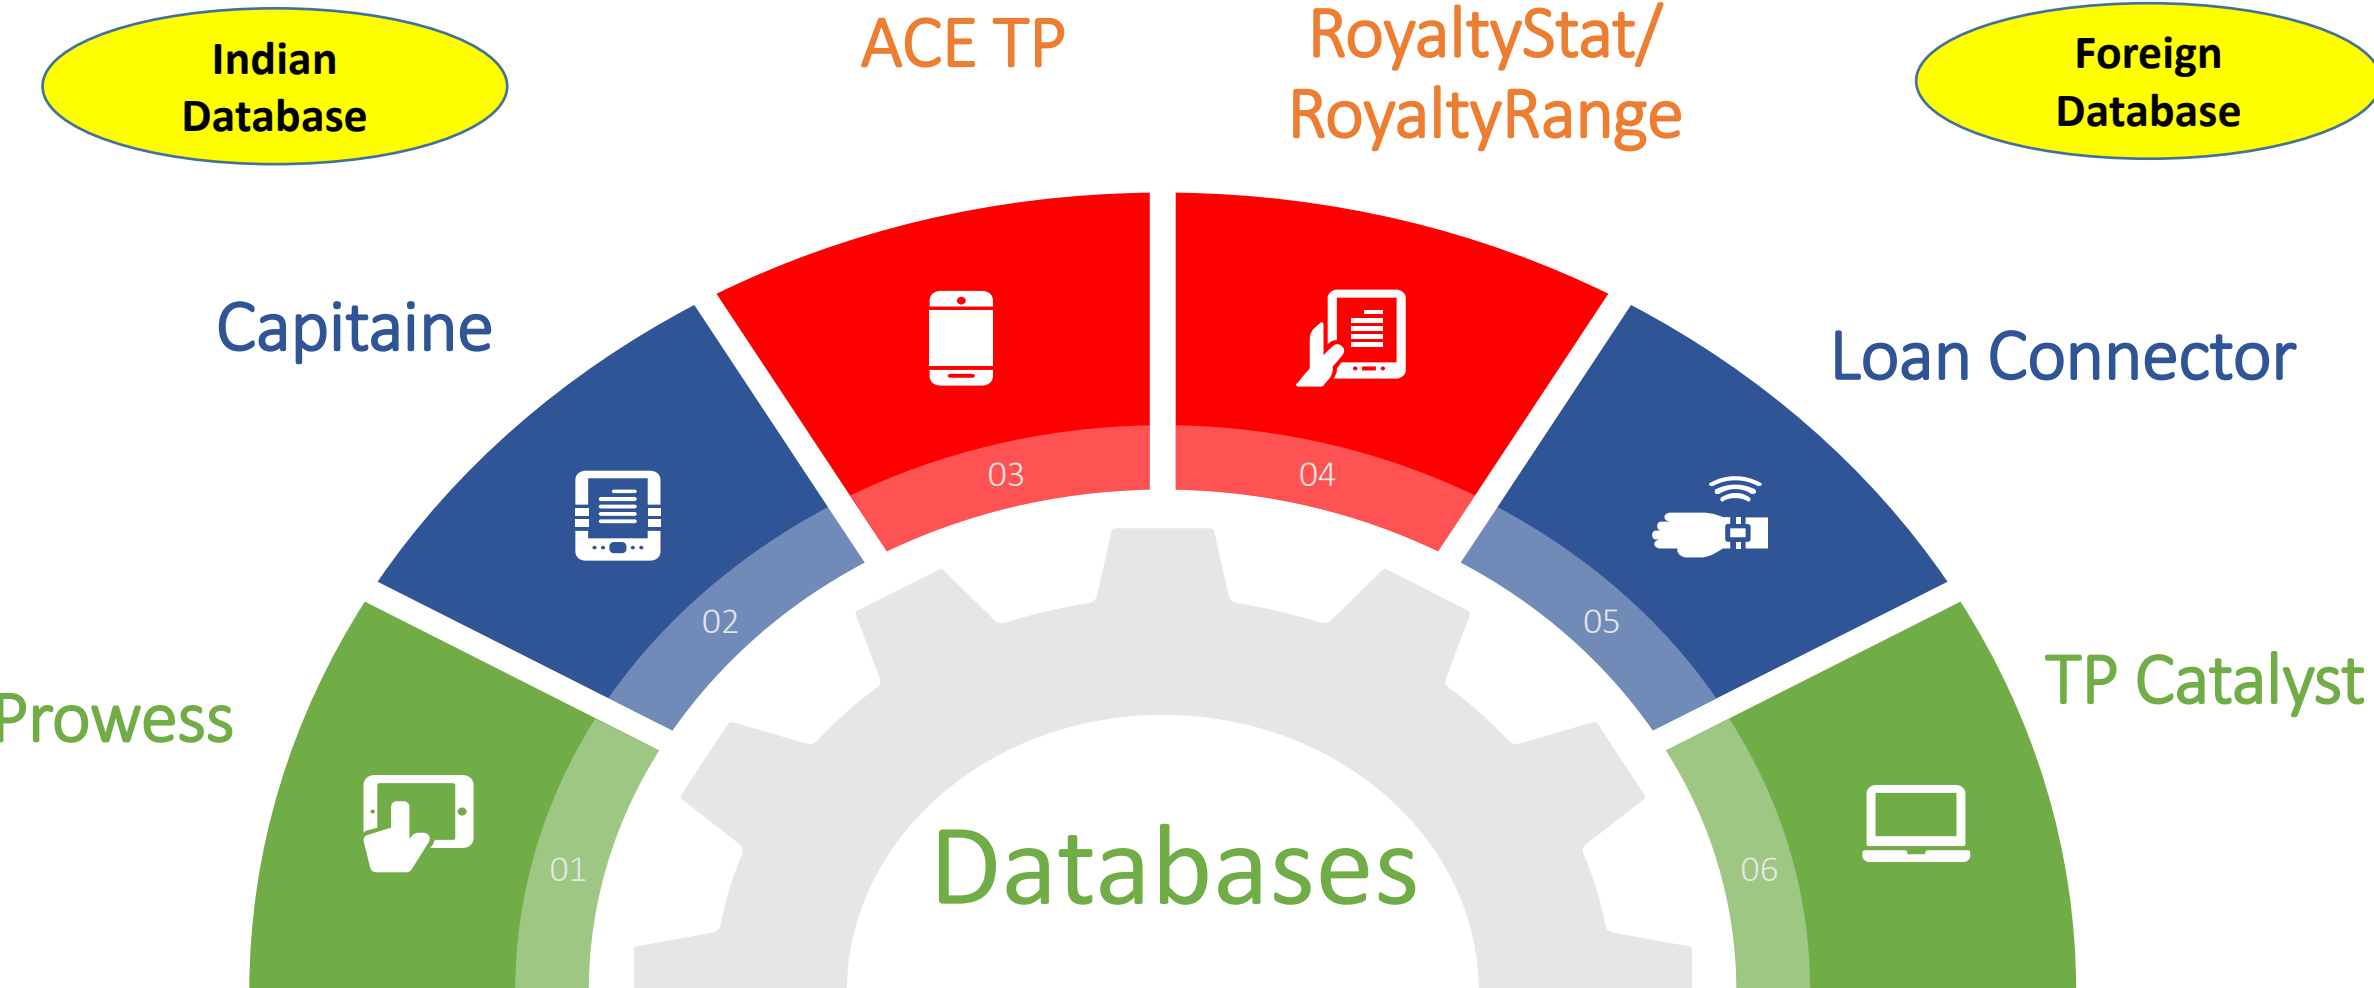 Indian
Database
ACE TP
RoyaltyStat/
RoyaltyRange
Foreign
Database
Capitaine
Loan Connector
Prowess
TP Catalyst
03
04
02
05
01
06
Databases